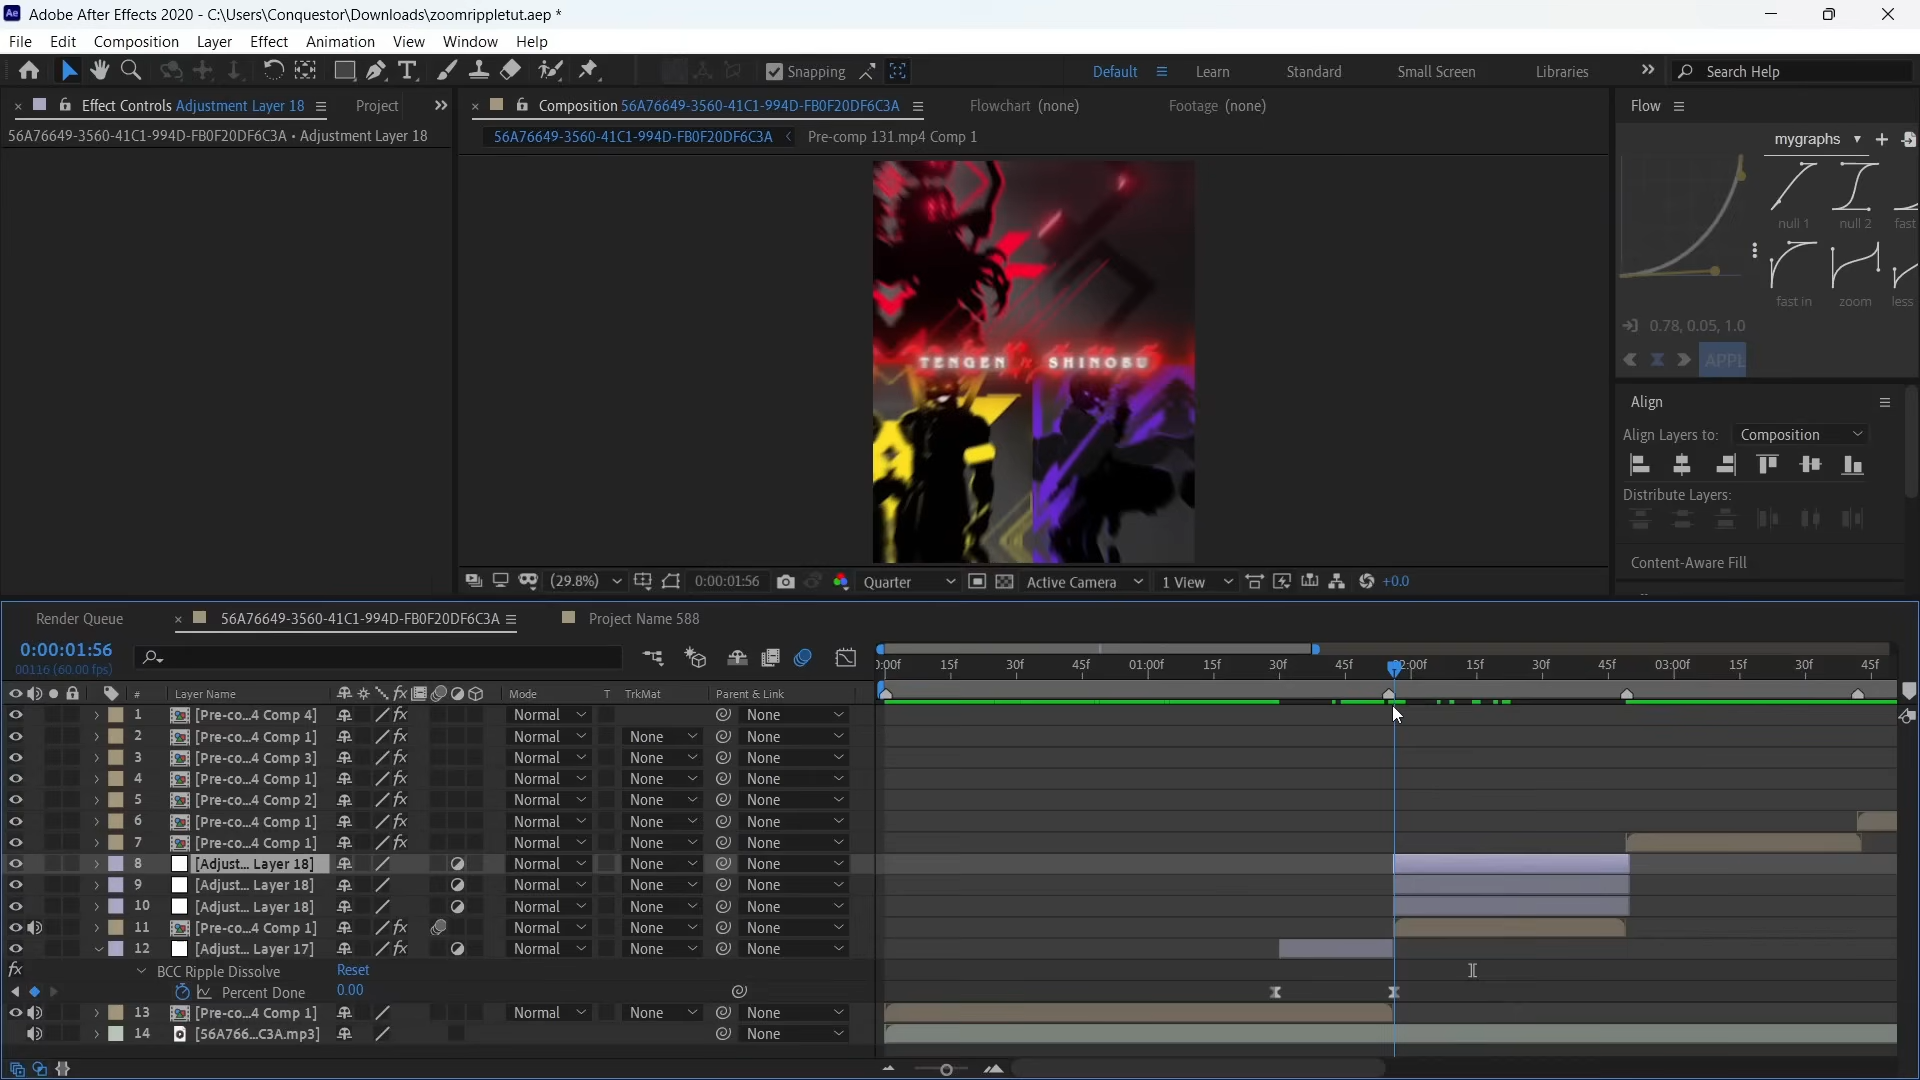 Adobe After Effects 2020 - C:\Users\Conquestor\Downloads\zoomrippletut.aep *
File Edit Composition Layer Effect Animation View Window Help
Snapping Default Learn Standard Small Screen Libraries Search Help
Effect Controls Adjustment Layer 18 Project
Composition 56A76649-3560-41C1-994D-FB0F20DF6C3A Flowchart (none) Footage (none)
Flow
56A76649-3560-41C1-994D-FB0F20DF6C3A • Adjustment Layer 18
56A76649-3560-41C1-994D-FB0F20DF6C3A Pre-comp 131.mp4 Comp 1
mygraphs
null 1 null 2 fast
fast in zoom less
0.78, 0.05, 1.0
APPL
TENGEN SHINOBU
Align
Align Layers to: Composition
Distribute Layers:
Content-Aware Fill
(29.8%) 0:00:01:56 Quarter Active Camera 1 View +0.0
Render Queue 56A76649-3560-41C1-994D-FB0F20DF6C3A Project Name 588
0:00:01:56
00116 (60.00 fps)
0:00f 15f 30f 45f 01:00f 15f 30f 45f 02:00f 15f 30f 45f 03:00f 15f 30f 45f
# Layer Name Mode T TrkMat Parent & Link
1 [Pre-co...4 Comp 4] Normal None
2 [Pre-co...4 Comp 1] Normal None None
3 [Pre-co...4 Comp 3] Normal None None
4 [Pre-co...4 Comp 1] Normal None None
5 [Pre-co...4 Comp 2] Normal None None
6 [Pre-co...4 Comp 1] Normal None None
7 [Pre-co...4 Comp 1] Normal None None
8 [Adjust... Layer 18] Normal None None
9 [Adjust... Layer 18] Normal None None
10 [Adjust... Layer 18] Normal None None
11 [Pre-co...4 Comp 1] Normal None None
12 [Adjust... Layer 17] Normal None None
fx BCC Ripple Dissolve Reset
Percent Done 0.00
13 [Pre-co...4 Comp 1] Normal None None
14 [56A766...C3A.mp3] None